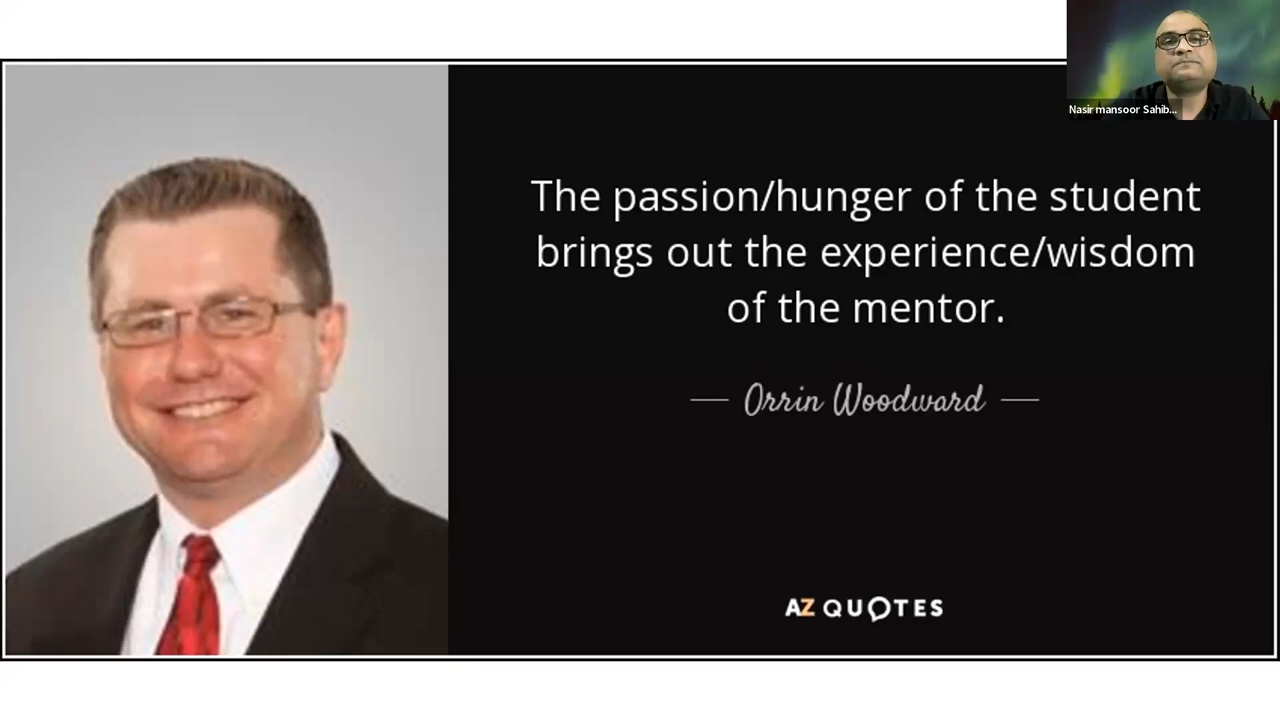 Nasir mansoor Sahib...
The passion/hunger of the student
brings out the experience/wisdom
of the mentor.
Orrin Woodward
AZ QUOTES